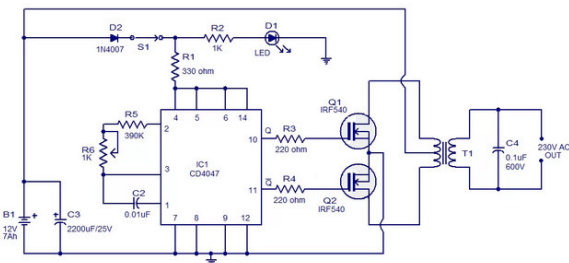 D2
1N4007
S1
R2
1K
D1
LED
R1
330 ohm
4 5 6 14
R5
390K
2
R6
1K
3
C2
0.01uF
1
IC1
CD4047
10
Q
R3
220 ohm
Q1
IRF540
11
Q̅
R4
220 ohm
Q2
IRF540
7 8 9 12
T1
C4
0.1uF
600V
230V AC
OUT
B1
12V
7Ah
+
C3
2200uF/25V
+